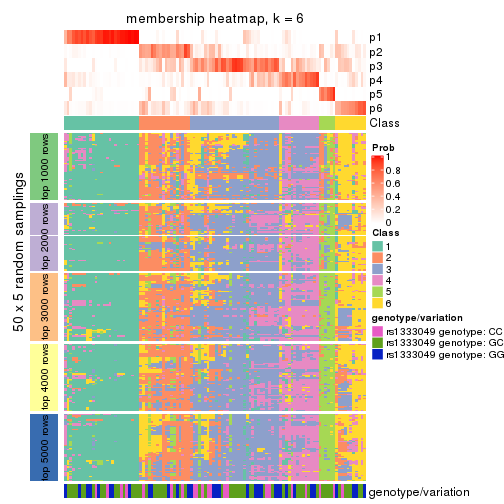 membership heatmap, k = 6
p1
p2
p3
p4
p5
p6
Class
50 x 5 random samplings
top 1000 rows
top 2000 rows
top 3000 rows
top 4000 rows
top 5000 rows
Prob
1
0.8
0.6
0.4
0.2
0
Class
1
2
3
4
5
6
genotype/variation
rs1333049 genotype: CC
rs1333049 genotype: GC
rs1333049 genotype: GG
genotype/variation